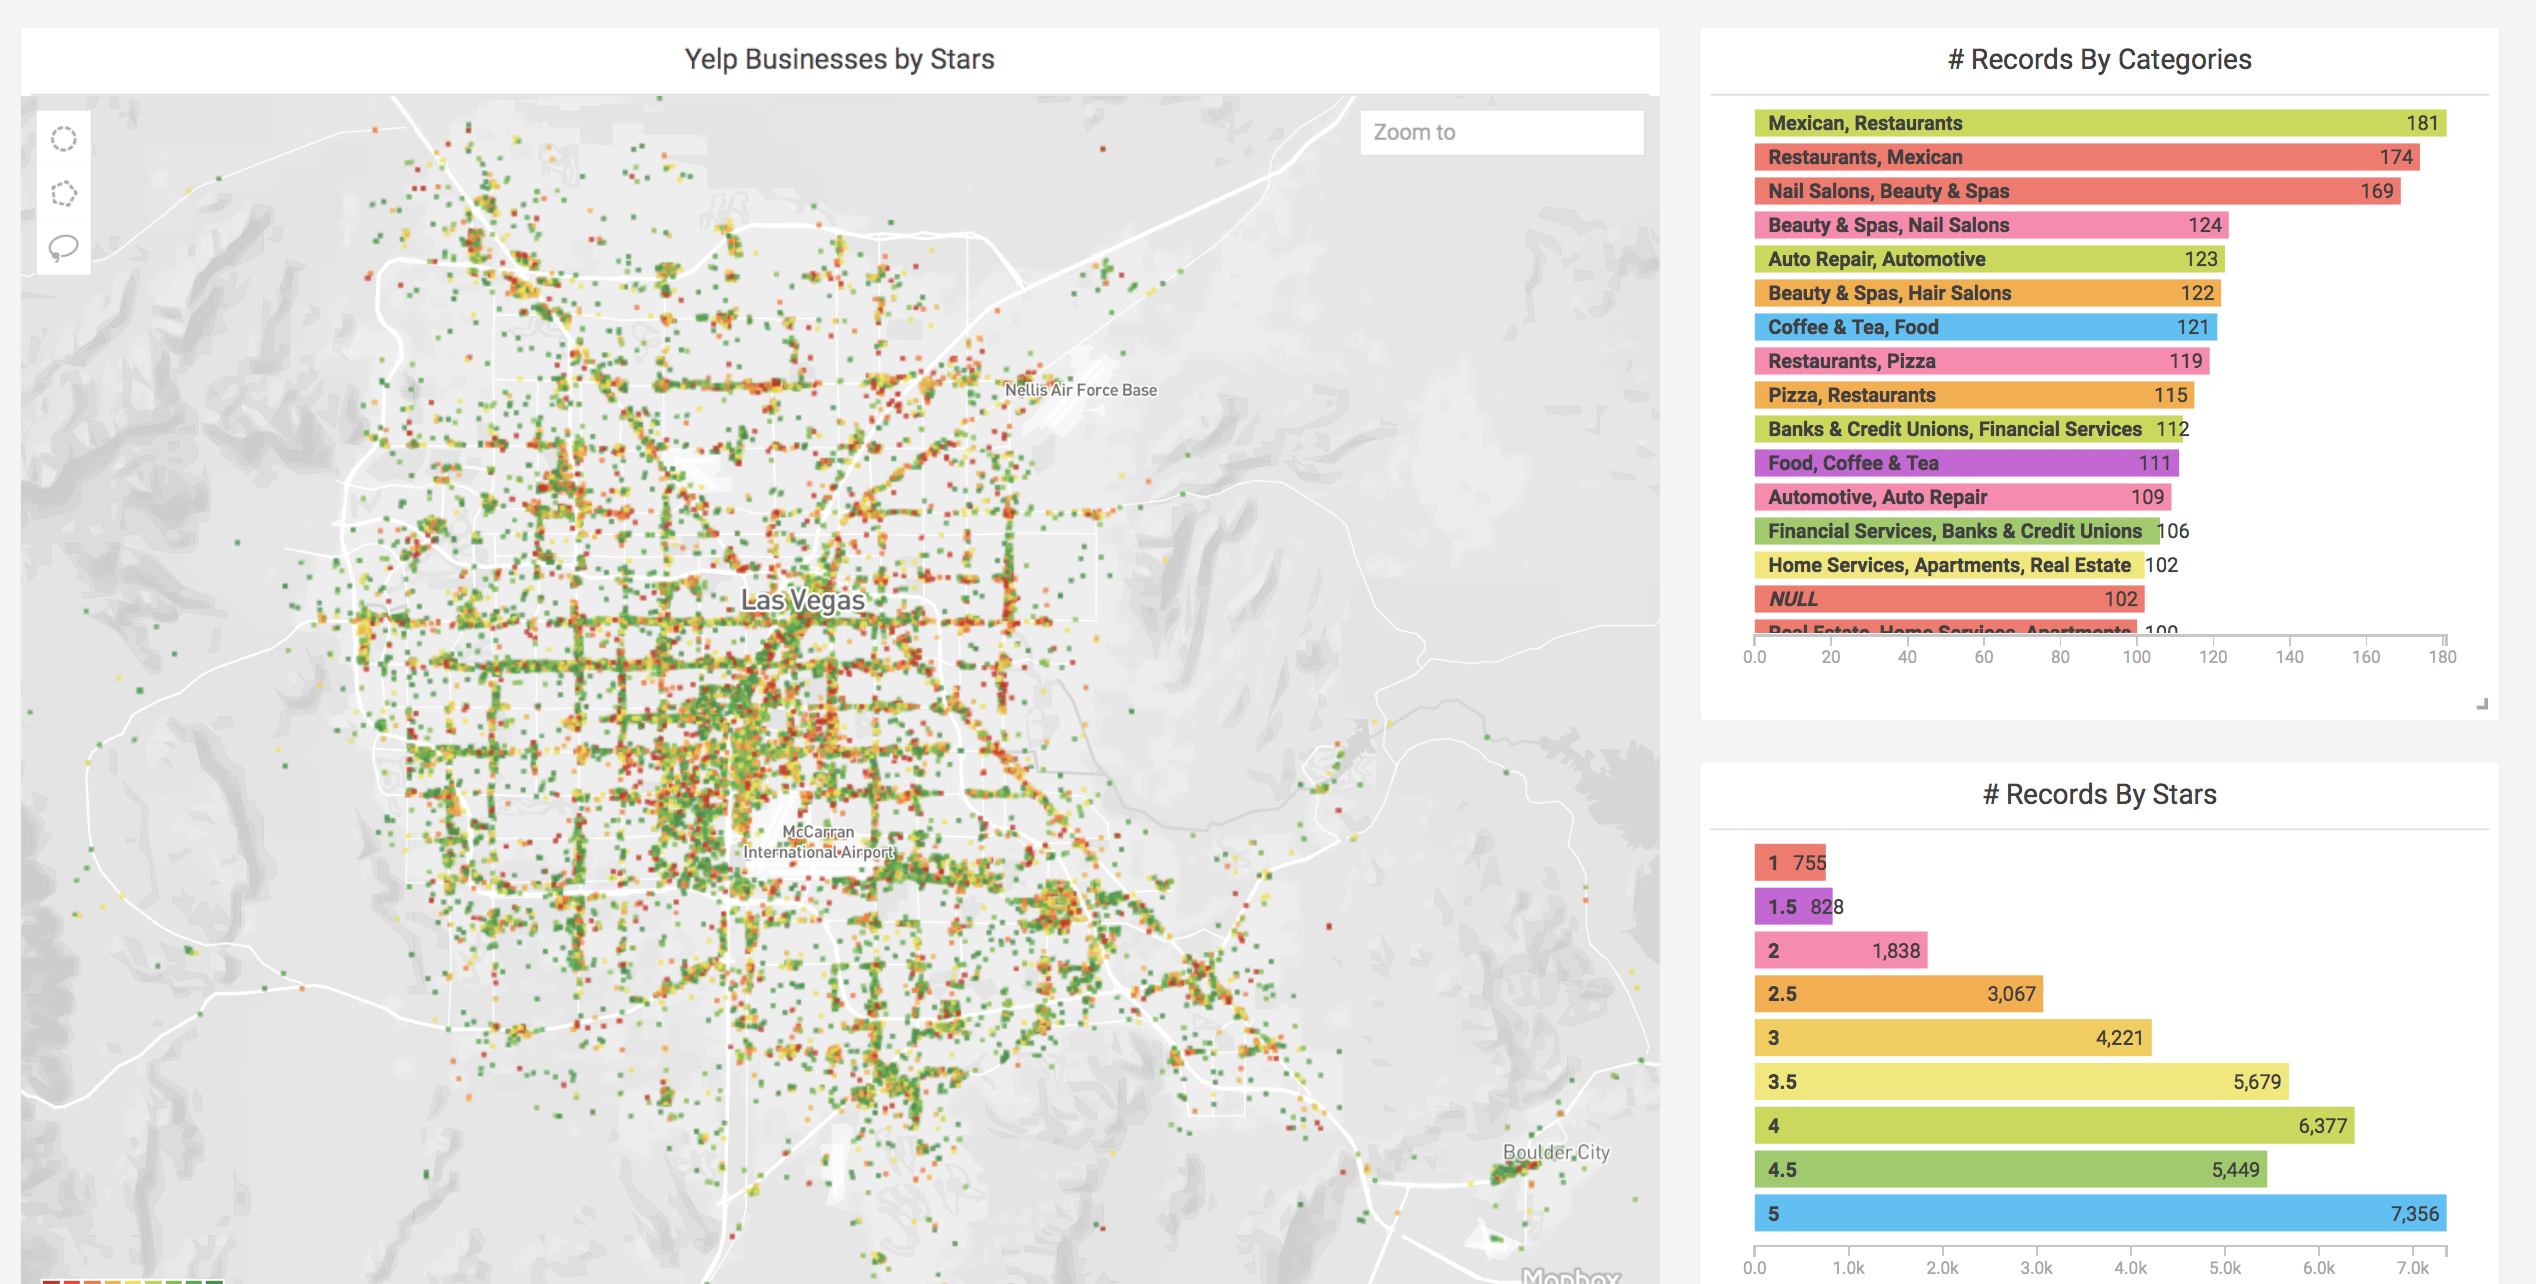 Yelp Businesses by Stars
Zoom to
Nellis Air Force Base
Las Vegas
McCarran
International Airport
Boulder City
Mapbox
# Records By Categories
Mexican, Restaurants 181
Restaurants, Mexican 174
Nail Salons, Beauty & Spas 169
Beauty & Spas, Nail Salons 124
Auto Repair, Automotive 123
Beauty & Spas, Hair Salons 122
Coffee & Tea, Food 121
Restaurants, Pizza 119
Pizza, Restaurants 115
Banks & Credit Unions, Financial Services 112
Food, Coffee & Tea 111
Automotive, Auto Repair 109
Financial Services, Banks & Credit Unions 106
Home Services, Apartments, Real Estate 102
NULL 102
Real Estate, Home Services, Apartments 100
0.0 20 40 60 80 100 120 140 160 180
# Records By Stars
1 755
1.5 828
2 1,838
2.5 3,067
3 4,221
3.5 5,679
4 6,377
4.5 5,449
5 7,356
0.0 1.0k 2.0k 3.0k 4.0k 5.0k 6.0k 7.0k